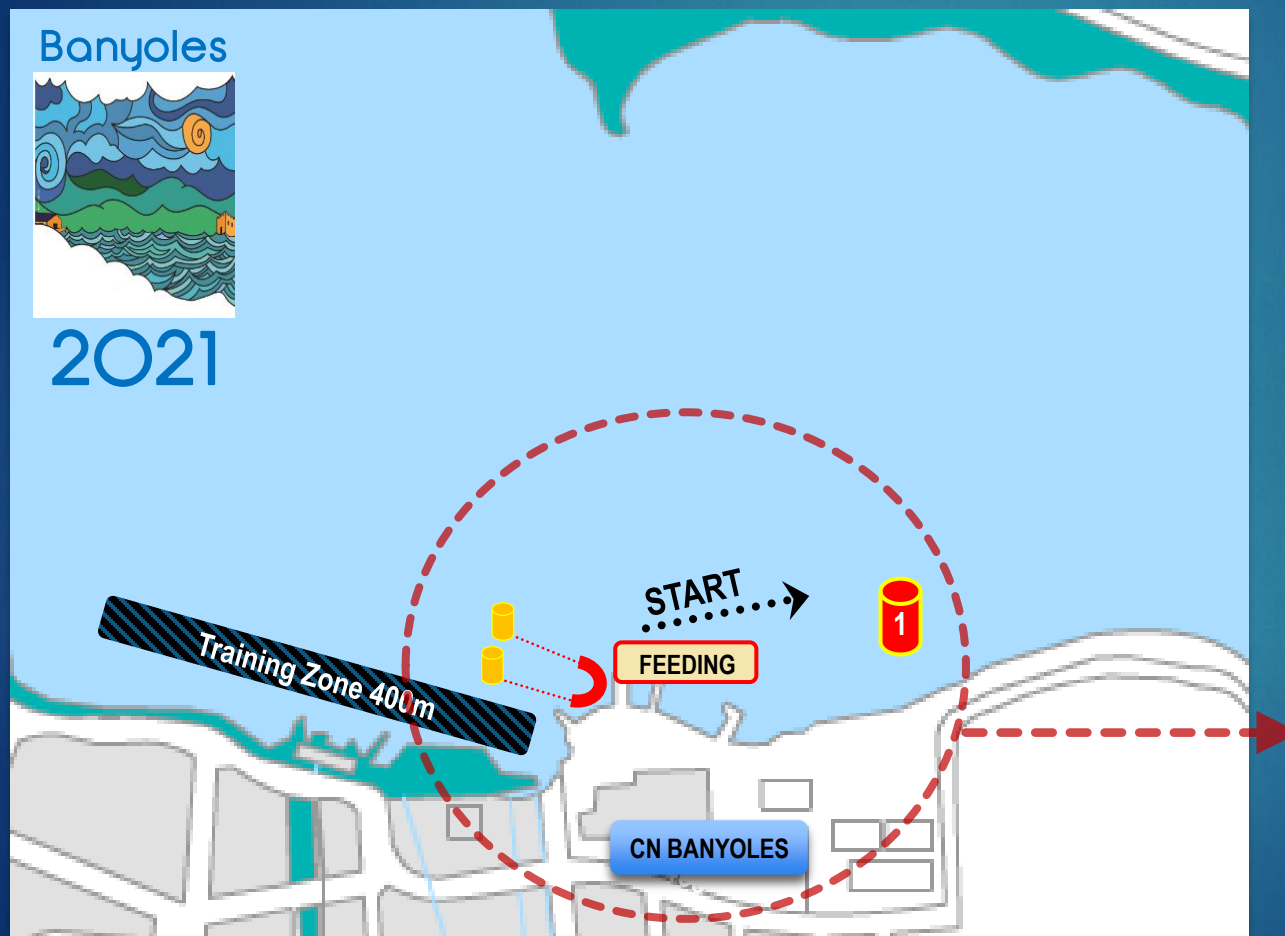 Banyoles
2021
START
1
FEEDING
Training Zone 400m
CN BANYOLES